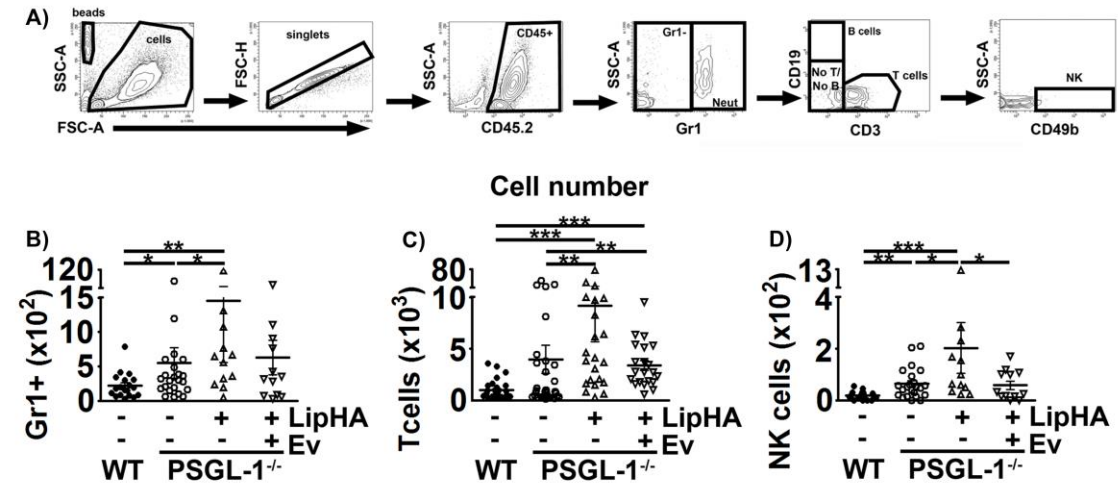 A)
beads
cells
SSC-A
FSC-A
singlets
FSC-H
CD45+
SSC-A
CD45.2
Gr1-
Neut
SSC-A
Gr1
B cells
No T/
No B
T cells
CD19
CD3
NK
SSC-A
CD49b
Cell number
B)
** 
* *
120
15
10
5
0
Gr1+ (x10²)
- - + + LipHA
- - - + Ev
WT PSGL-1⁻/⁻
C)
***
*** **
**
80
10
5
0
Tcells (x10³)
- - + + LipHA
- - - + Ev
WT PSGL-1⁻/⁻
D)
***
** * *
13
4
2
0
NK cells (x10²)
- - + + LipHA
- - - + Ev
WT PSGL-1⁻/⁻